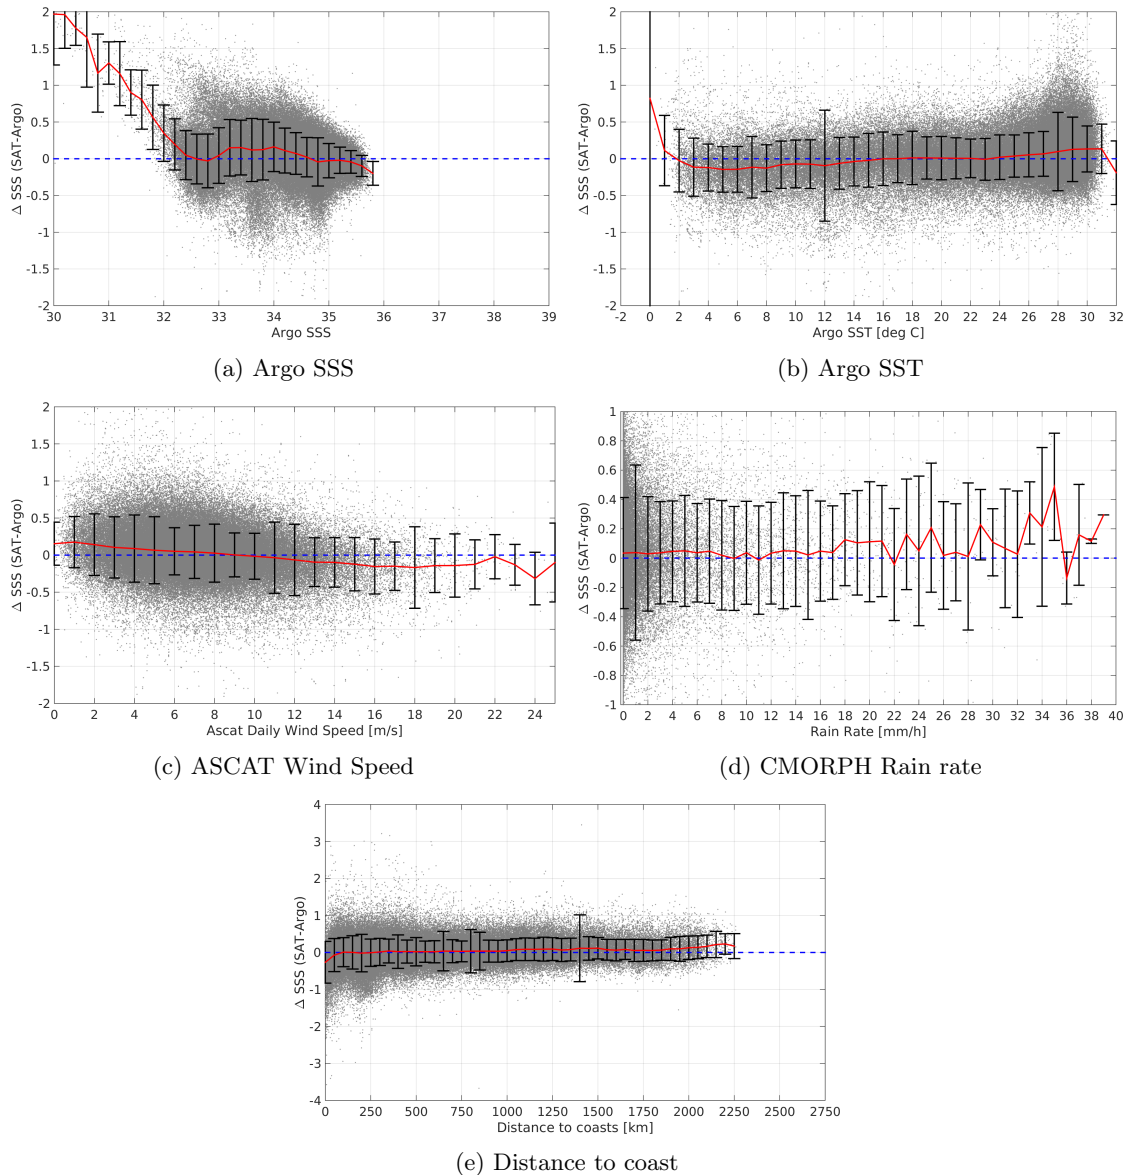 2
1.5
1
0.5
0
-0.5
-1
-1.5
-2
Δ SSS (SAT-Argo)
30 31 32 33 34 35 36 37 38 39
Argo SSS
(a) Argo SSS
2
1.5
1
0.5
0
-0.5
-1
-1.5
-2
Δ SSS (SAT-Argo)
-2 0 2 4 6 8 10 12 14 16 18 20 22 24 26 28 30 32
Argo SST [deg C]
(b) Argo SST
2
1.5
1
0.5
0
-0.5
-1
-1.5
-2
Δ SSS (SAT-Argo)
0 2 4 6 8 10 12 14 16 18 20 22 24
Ascat Daily Wind Speed [m/s]
(c) ASCAT Wind Speed
1
0.8
0.6
0.4
0.2
0
-0.2
-0.4
-0.6
-0.8
-1
Δ SSS (SAT-Argo)
0 2 4 6 8 10 12 14 16 18 20 22 24 26 28 30 32 34 36 38 40
Rain Rate [mm/h]
(d) CMORPH Rain rate
4
3
2
1
0
-1
-2
-3
-4
Δ SSS (SAT-Argo)
0 250 500 750 1000 1250 1500 1750 2000 2250 2500 2750
Distance to coasts [km]
(e) Distance to coast